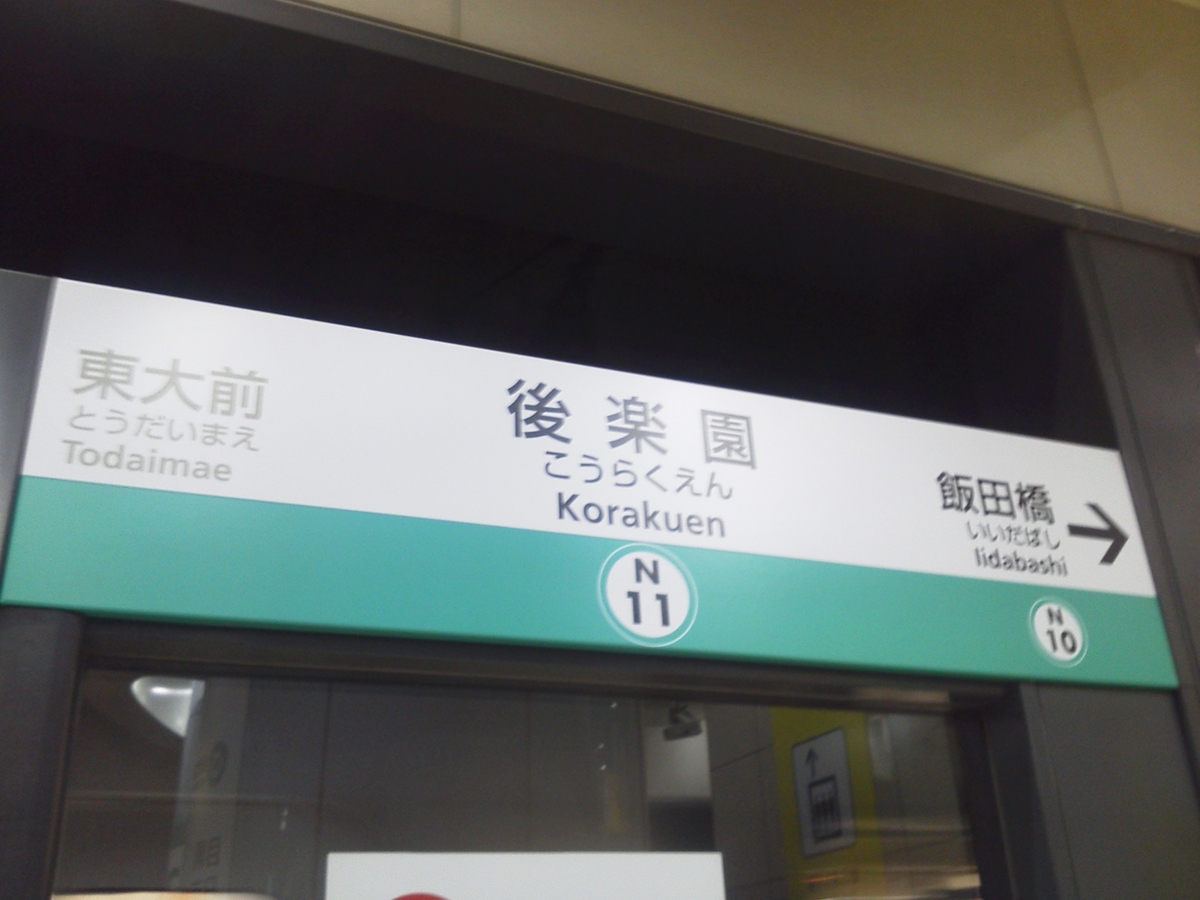 東大前
とうだいまえ
Todaimae
後楽園
こうらくえん
Korakuen
N
11
飯田橋
いいだばし
Iidabashi
N
10